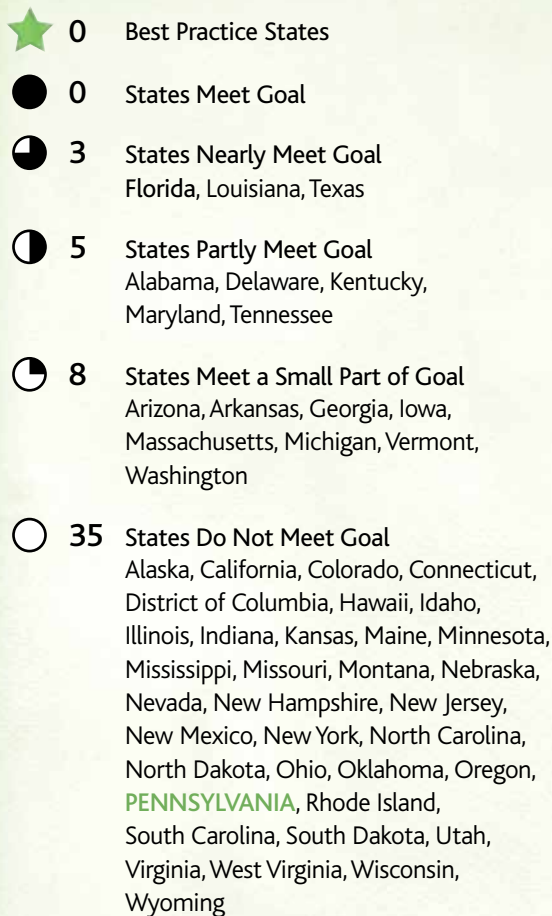 0 Best Practice States
0 States Meet Goal
3 States Nearly Meet Goal
Florida, Louisiana, Texas
5 States Partly Meet Goal
Alabama, Delaware, Kentucky,
Maryland, Tennessee
8 States Meet a Small Part of Goal
Arizona, Arkansas, Georgia, Iowa,
Massachusetts, Michigan, Vermont,
Washington
35 States Do Not Meet Goal
Alaska, California, Colorado, Connecticut,
District of Columbia, Hawaii, Idaho,
Illinois, Indiana, Kansas, Maine, Minnesota,
Mississippi, Missouri, Montana, Nebraska,
Nevada, New Hampshire, New Jersey,
New Mexico, New York, North Carolina,
North Dakota, Ohio, Oklahoma, Oregon,
PENNSYLVANIA, Rhode Island,
South Carolina, South Dakota, Utah,
Virginia, West Virginia, Wisconsin,
Wyoming